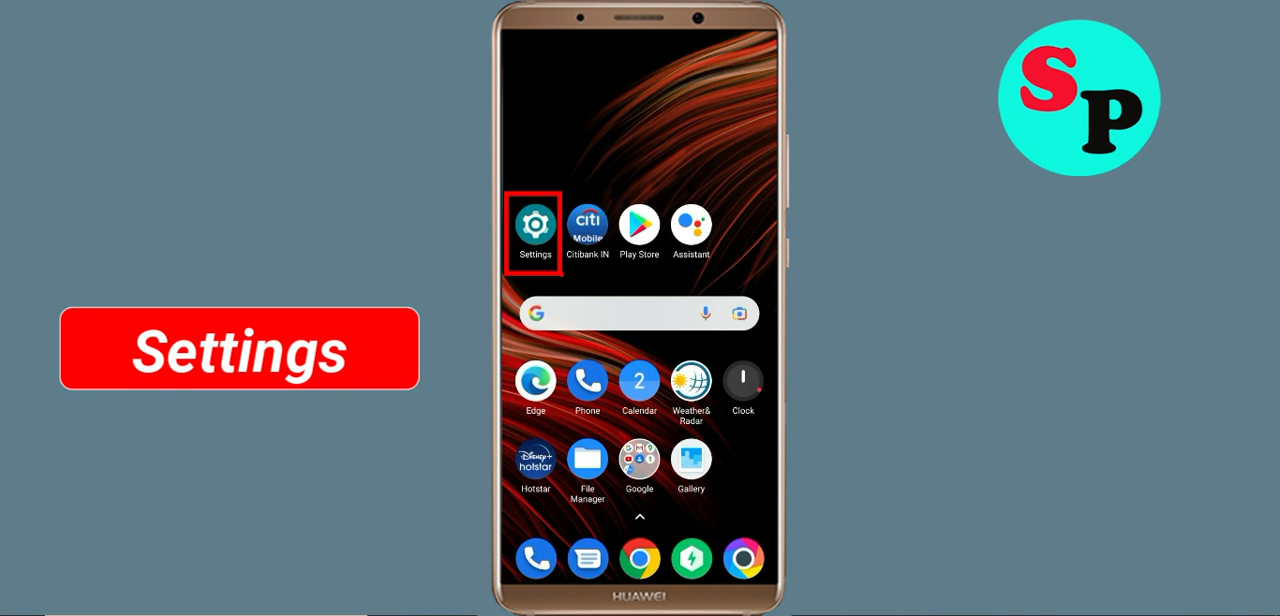 S
P
citi
Mobile
Settings
Citibank IN
Play Store
Assistant
Settings
G
2
Edge
Phone
Calendar
Weather&
Radar
Clock
Disney+
hotstar
Hotstar
File
Manager
Google
Gallery
HUAWEI